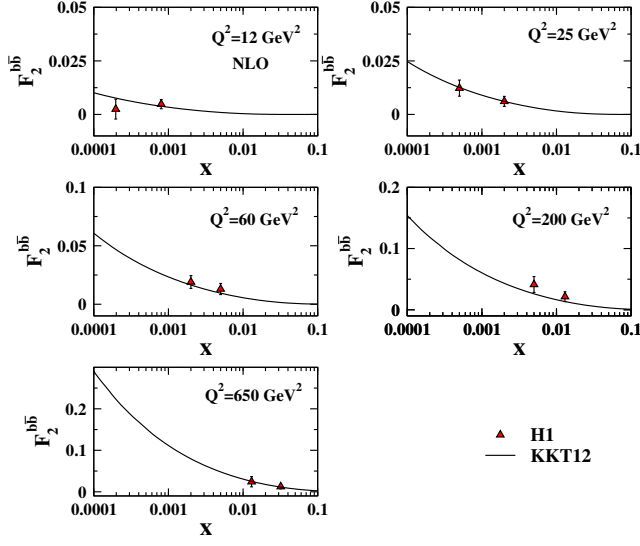 0.05
0.025
0
F₂^{bb̄}
Q²=12 GeV²
NLO
0.0001 0.001 0.01 0.1
x
0.05
0.025
0
F₂^{bb̄}
Q²=25 GeV²
0.0001 0.001 0.01 0.1
x
0.1
0.05
0
F₂^{bb̄}
Q²=60 GeV²
0.0001 0.001 0.01 0.1
x
0.2
0.1
0
F₂^{bb̄}
Q²=200 GeV²
0.0001 0.001 0.01 0.1
x
0.2
0.1
0
F₂^{bb̄}
Q²=650 GeV²
0.0001 0.001 0.01 0.1
x
H1
KKT12